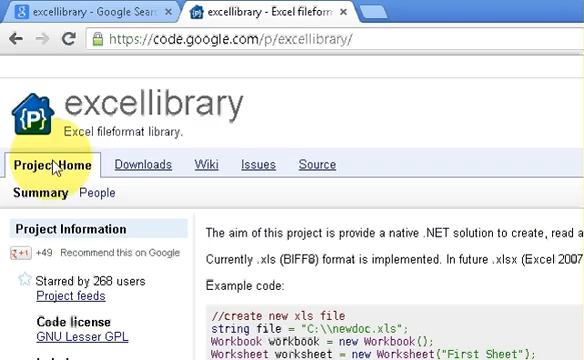 excellibrary - Google Sear
excellibrary - Excel fileform
https://code.google.com/p/excellibrary/
{P}
excellibrary
Excel fileformat library.
Project Home
Downloads
Wiki
Issues
Source
Summary
People
Project Information
+1 +49 Recommend this on Google
Starred by 268 users
Project feeds
Code license
GNU Lesser GPL
The aim of this project is provide a native .NET solution to create, read a
Currently .xls (BIFF8) format is implemented. In future .xlsx (Excel 2007
Example code:
//create new xls file
string file = "C:\\newdoc.xls";
Workbook workbook = new Workbook();
Worksheet worksheet = new Worksheet("First Sheet");